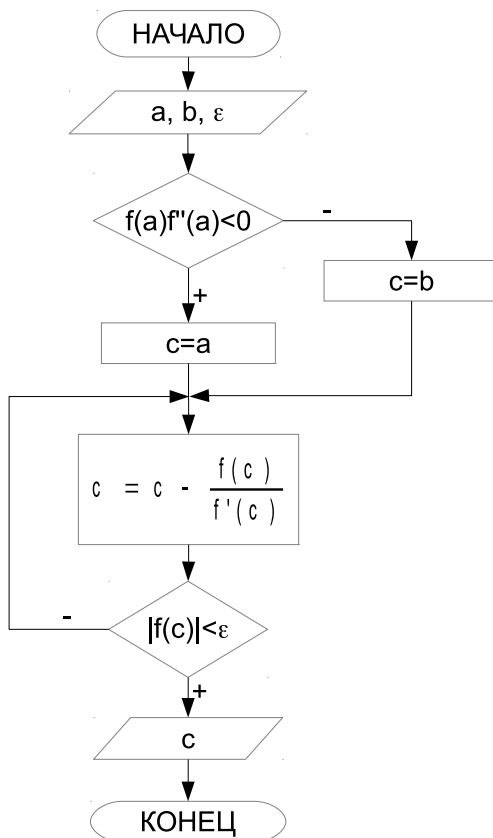 НАЧАЛО
a, b, ε
f(a)f''(a)<0
-
+
c=b
c=a
c = c - f(c)/f'(c)
-
|f(c)|<ε
+
c
КОНЕЦ